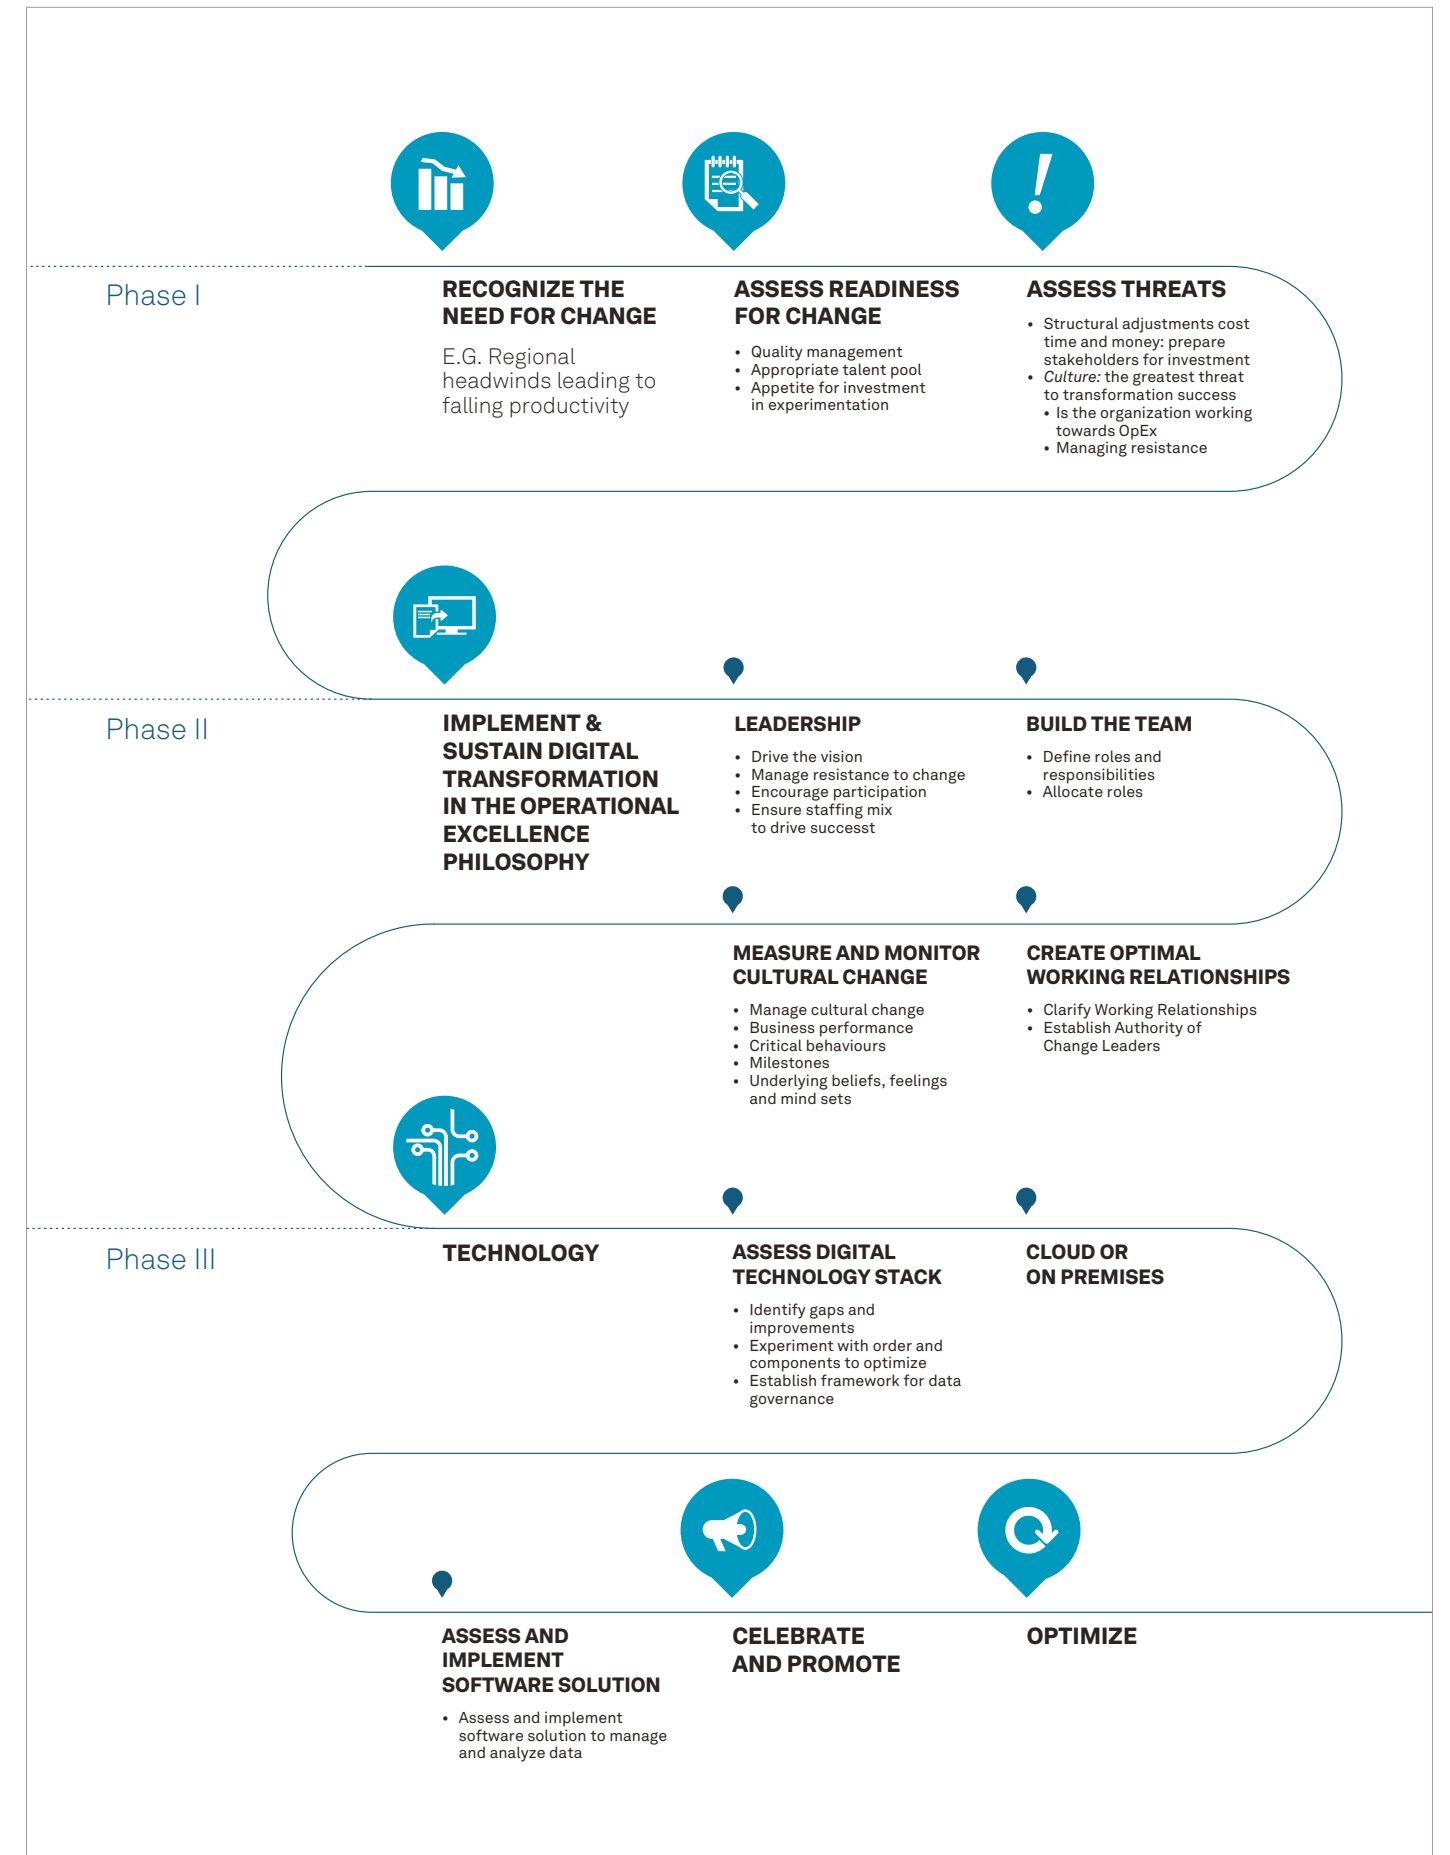 Phase I
RECOGNIZE THE
NEED FOR CHANGE
E.G. Regional
headwinds leading to
falling productivity
ASSESS READINESS
FOR CHANGE
• Quality management
• Appropriate talent pool
• Appetite for investment
in experimentation
ASSESS THREATS
• Structural adjustments cost
time and money: prepare
stakeholders for investment
• Culture: the greatest threat
to transformation success
• Is the organization working
towards OpEx
• Managing resistance
Phase II
IMPLEMENT &
SUSTAIN DIGITAL
TRANSFORMATION
IN THE OPERATIONAL
EXCELLENCE
PHILOSOPHY
LEADERSHIP
• Drive the vision
• Manage resistance to change
• Encourage participation
• Ensure staffing mix
to drive successt
BUILD THE TEAM
• Define roles and
responsibilities
• Allocate roles
MEASURE AND MONITOR
CULTURAL CHANGE
• Manage cultural change
• Business performance
• Critical behaviours
• Milestones
• Underlying beliefs, feelings
and mind sets
CREATE OPTIMAL
WORKING RELATIONSHIPS
• Clarify Working Relationships
• Establish Authority of
Change Leaders
Phase III
TECHNOLOGY
ASSESS DIGITAL
TECHNOLOGY STACK
• Identify gaps and
improvements
• Experiment with order and
components to optimize
• Establish framework for data
governance
CLOUD OR
ON PREMISES
ASSESS AND
IMPLEMENT
SOFTWARE SOLUTION
• Assess and implement
software solution to manage
and analyze data
CELEBRATE
AND PROMOTE
OPTIMIZE